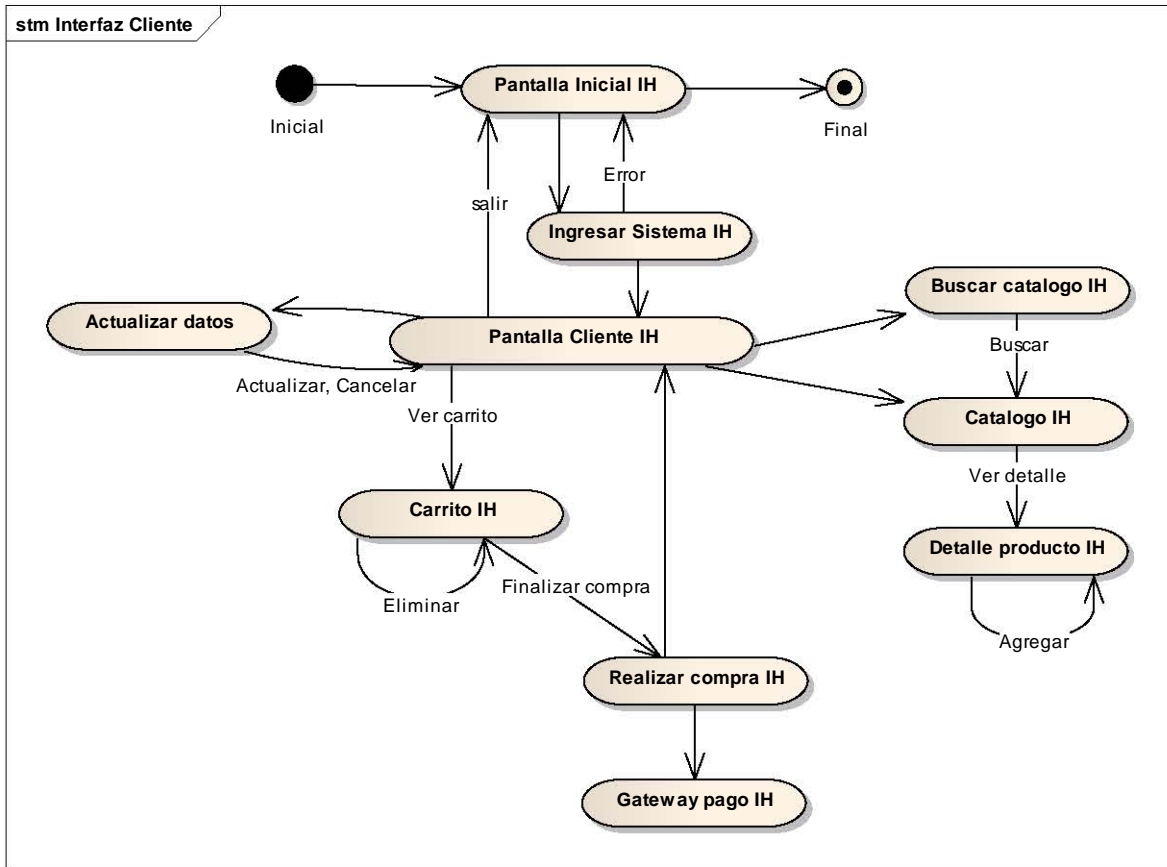 stm Interfaz Cliente
Pantalla Inicial IH
Inicial
Final
Error
salir
Ingresar Sistema IH
Buscar catalogo IH
Actualizar datos
Pantalla Cliente IH
Buscar
Actualizar, Cancelar
Ver carrito
Catalogo IH
Ver detalle
Carrito IH
Detalle producto IH
Finalizar compra
Eliminar
Agregar
Realizar compra IH
Gateway pago IH